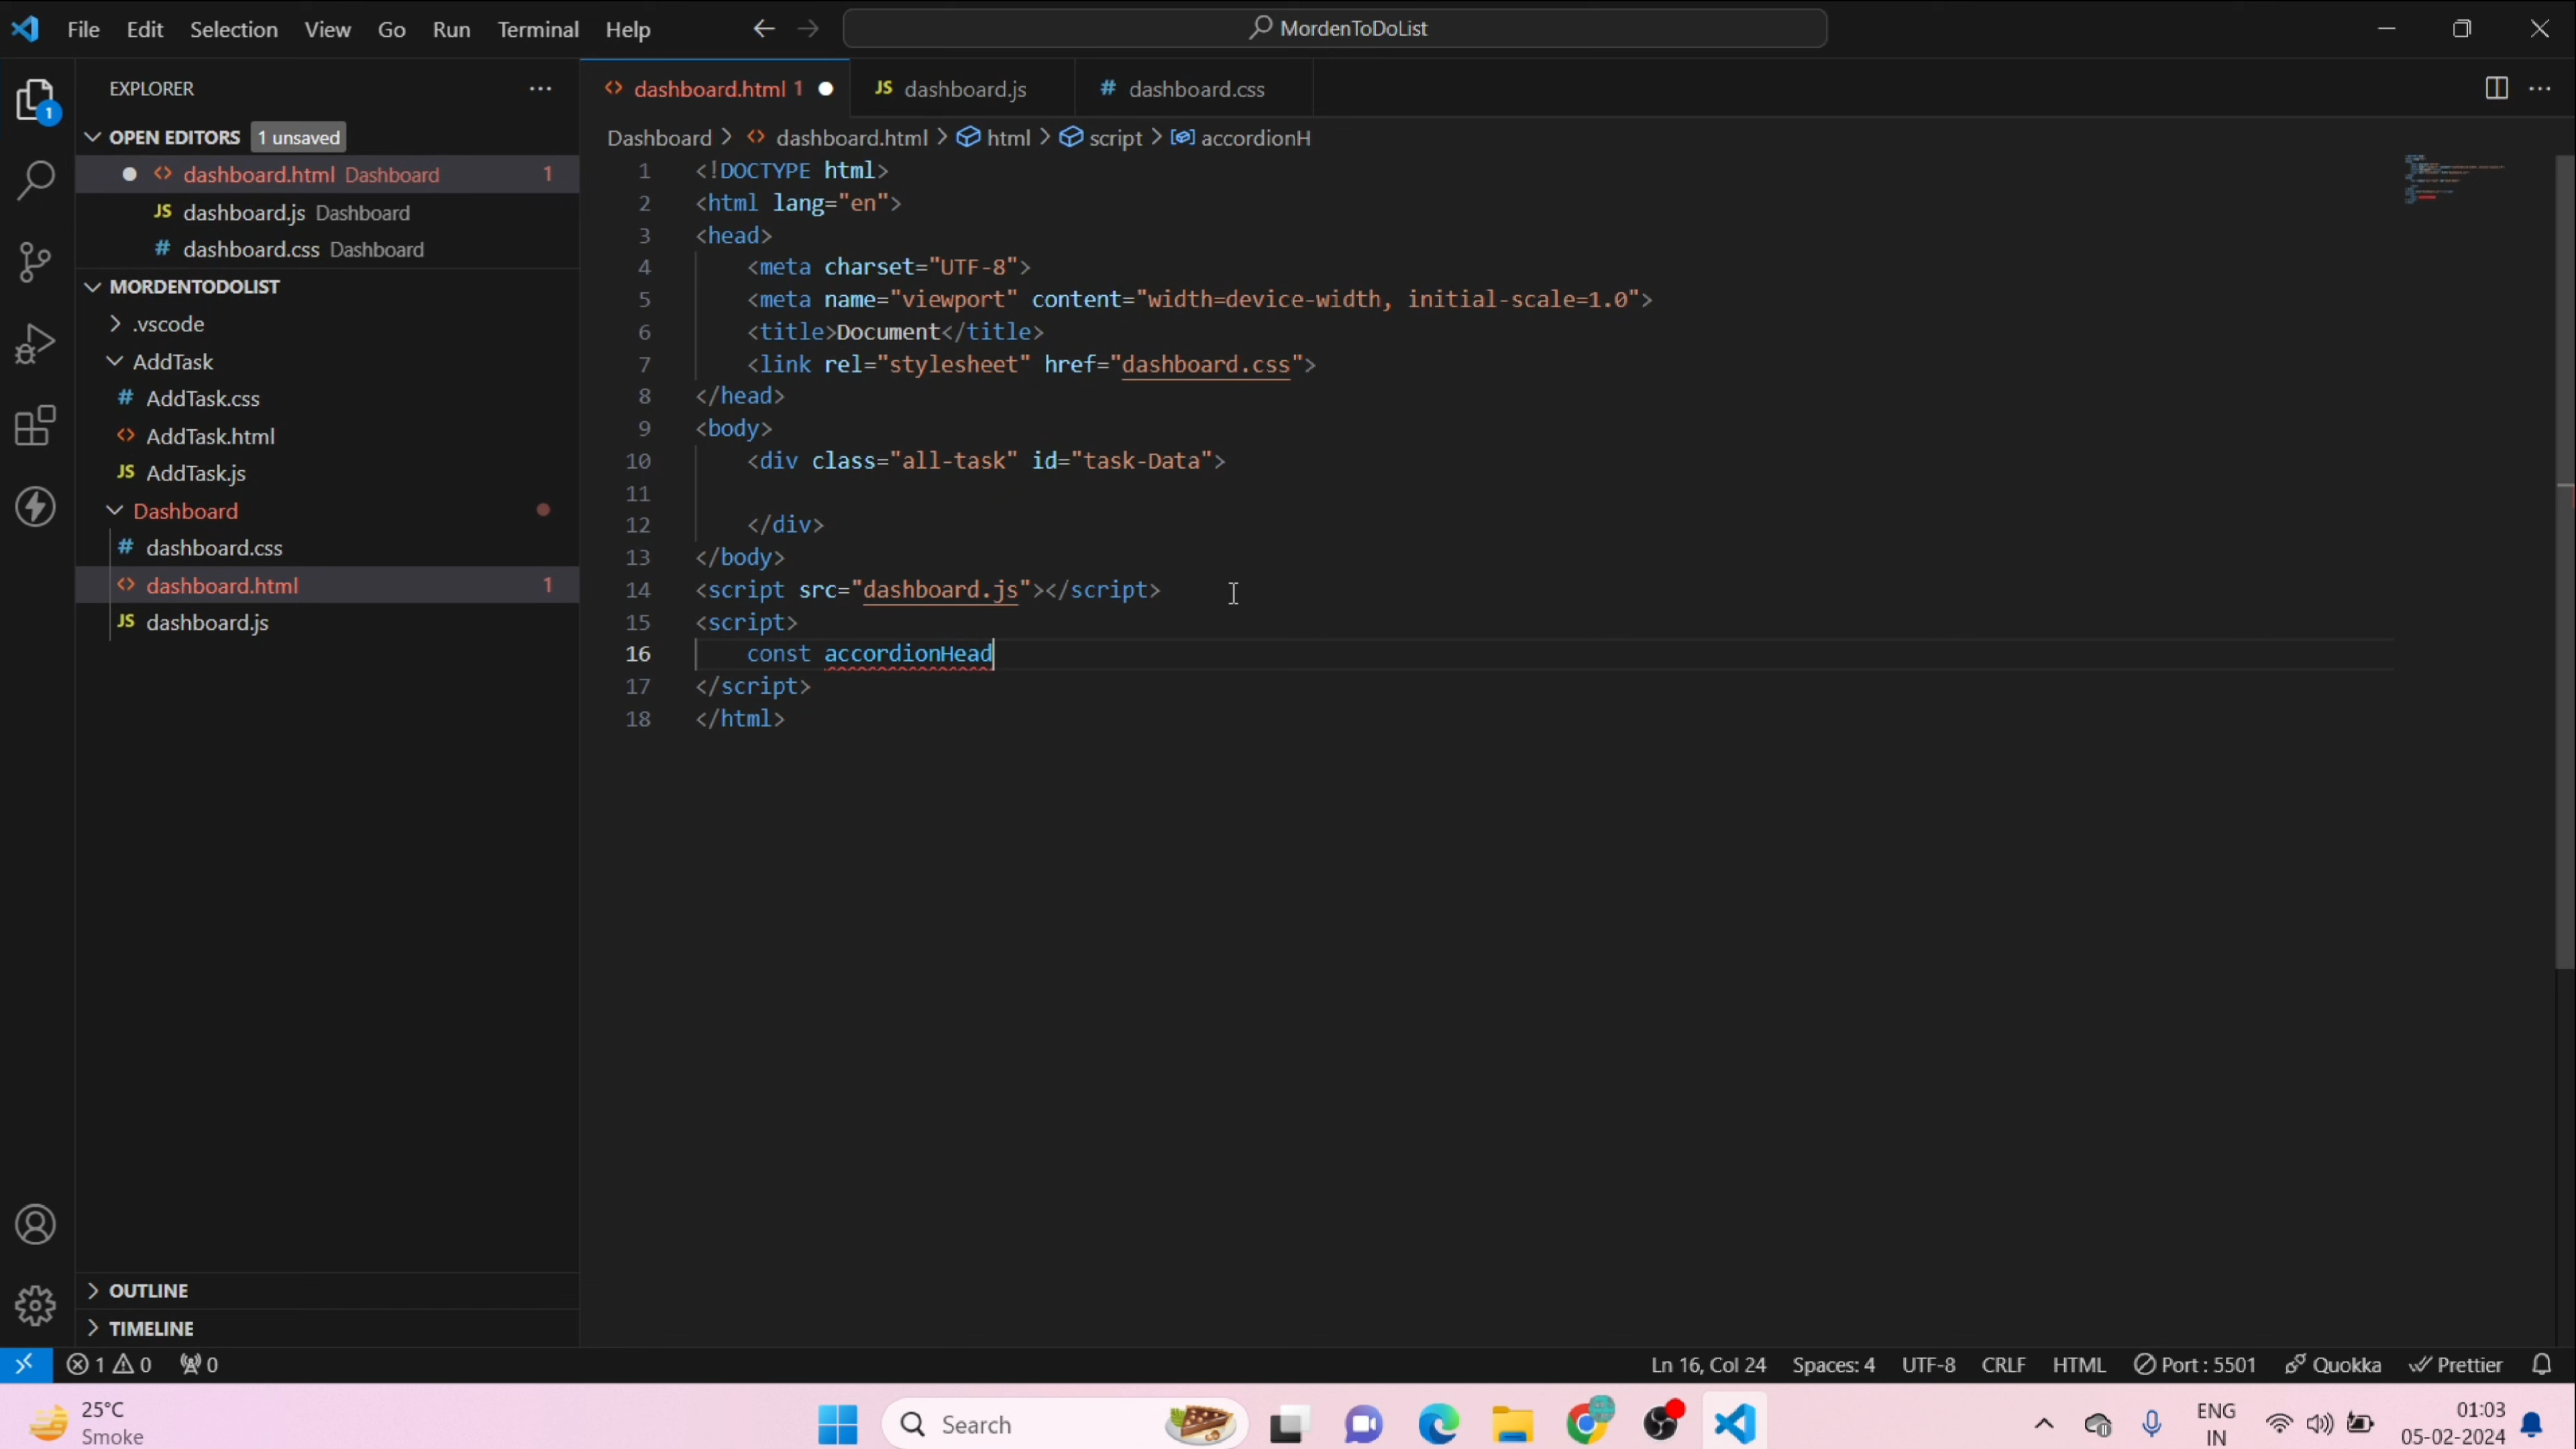 File Edit Selection View Go Run Terminal Help
MordenToDoList
EXPLORER
OPEN EDITORS 1 unsaved
dashboard.html Dashboard 1
JS dashboard.js Dashboard
# dashboard.css Dashboard
MORDENTODOLIST
.vscode
AddTask
# AddTask.css
<> AddTask.html
JS AddTask.js
Dashboard
# dashboard.css
<> dashboard.html 1
JS dashboard.js
OUTLINE
TIMELINE
<> dashboard.html 1
JS dashboard.js
# dashboard.css
Dashboard > <> dashboard.html > html > script > accordionH
1 <!DOCTYPE html>
2 <html lang="en">
3 <head>
4 <meta charset="UTF-8">
5 <meta name="viewport" content="width=device-width, initial-scale=1.0">
6 <title>Document</title>
7 <link rel="stylesheet" href="dashboard.css">
8 </head>
9 <body>
10 <div class="all-task" id="task-Data">
11
12 </div>
13 </body>
14 <script src="dashboard.js"></script>
15 <script>
16 const accordionHead
17 </script>
18 </html>
1 0 0
Ln 16, Col 24 Spaces: 4 UTF-8 CRLF HTML Port : 5501 Quokka Prettier
25°C
Smoke
Search
ENG
IN
01:03
05-02-2024